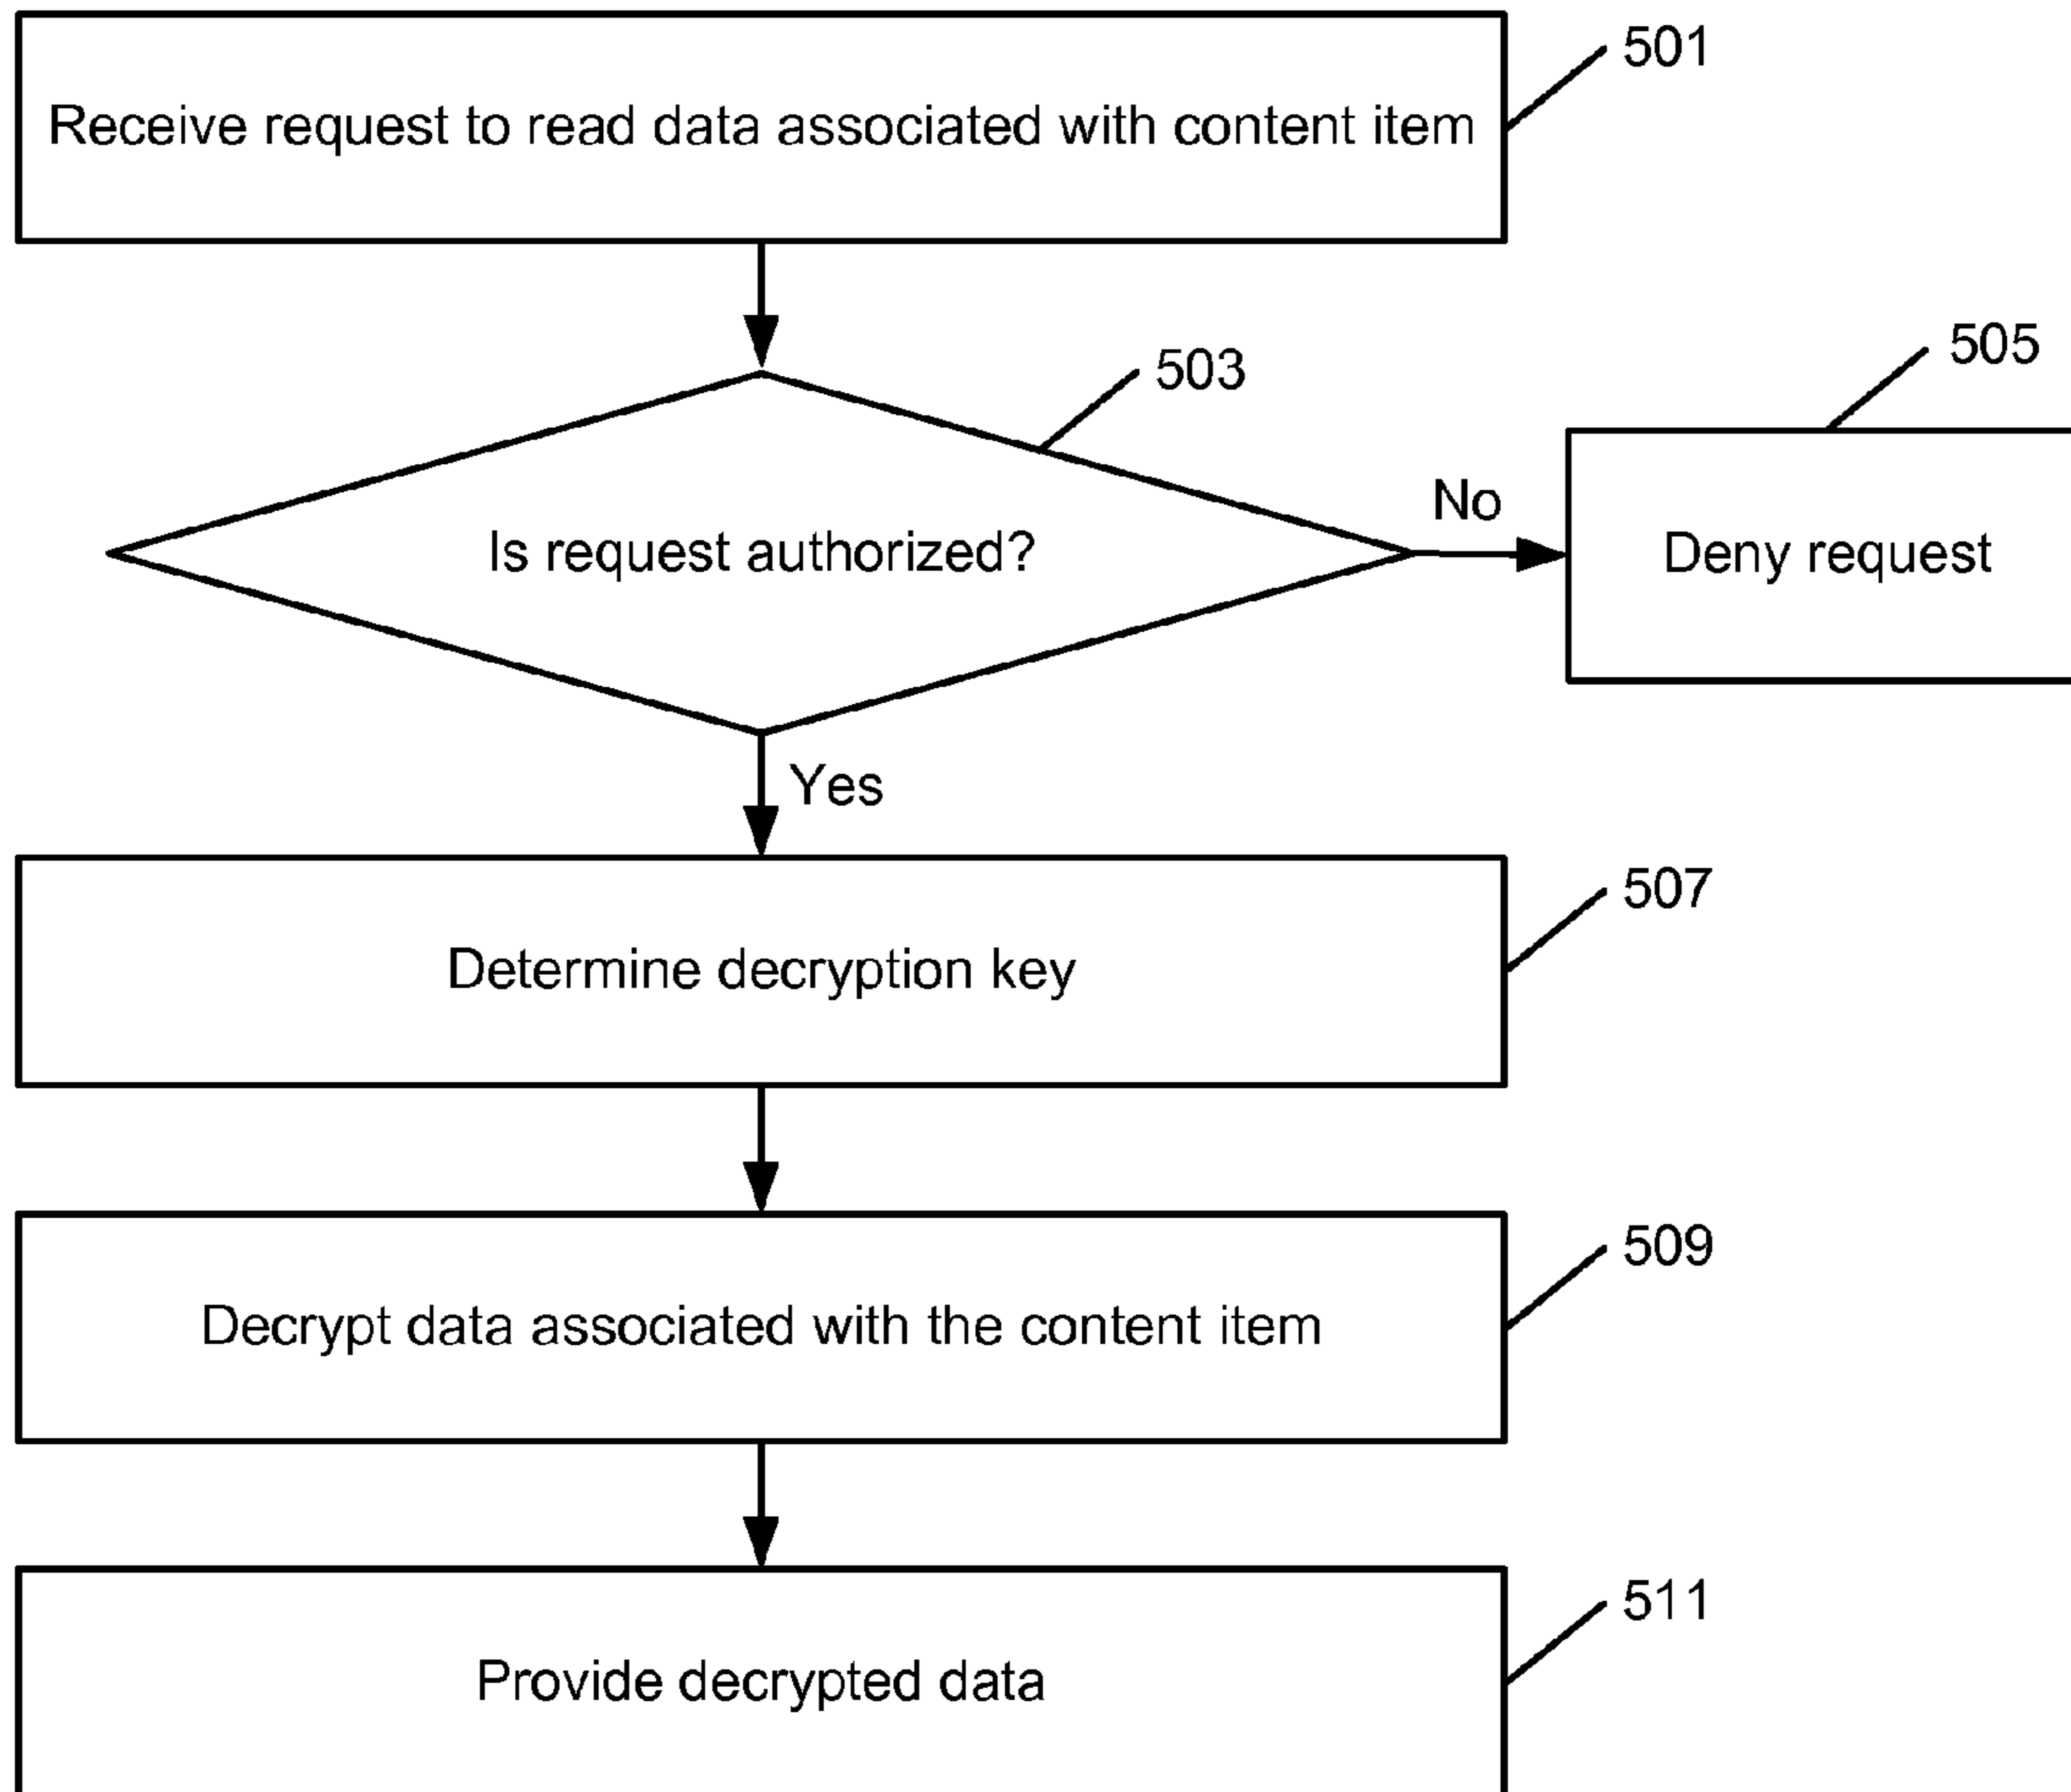 501
Receive request to read data associated with content item
503
505
Is request authorized?
No
Deny request
Yes
507
Determine decryption key
509
Decrypt data associated with the content item
511
Provide decrypted data